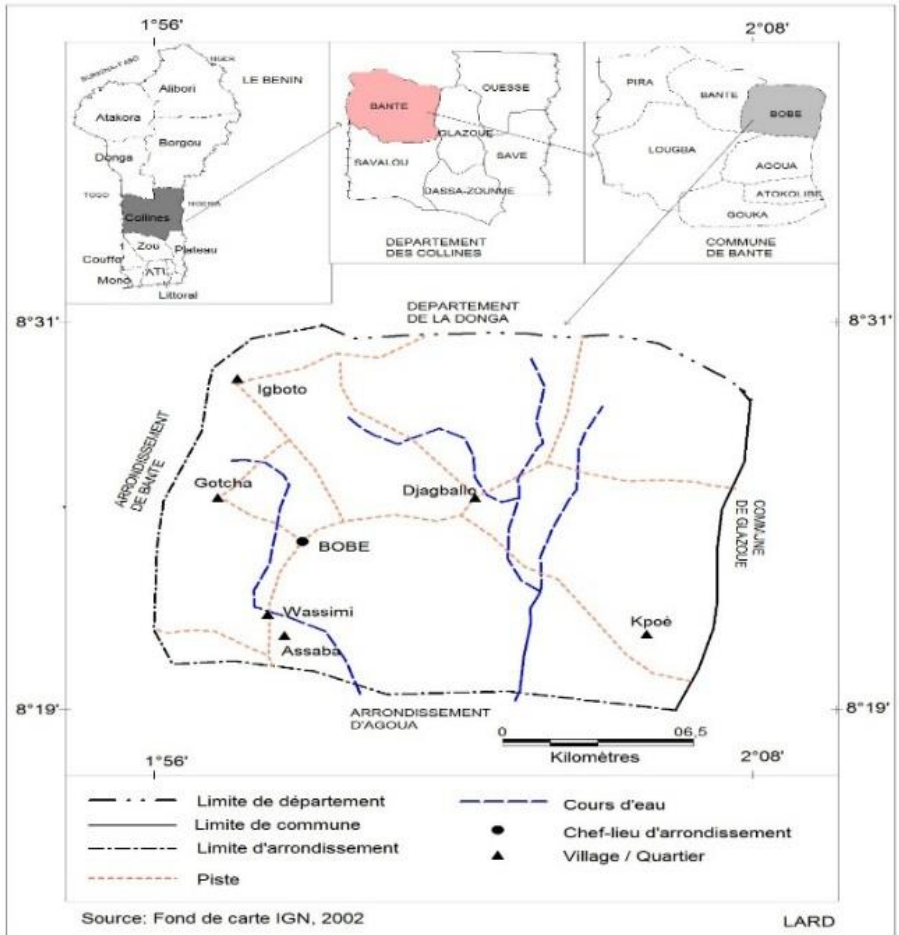 1°56'
2°08'
BURKINA-FASO
NIGER
LE BENIN
Alibori
Atakora
Borgou
Donga
TOGO
NIGERIA
Collines
Zou
Plateau
Couffo
ATL
Mono
Littoral
OUESSE
BANTE
GLAZOUE
SAVE
SAVALOU
DASSA-ZOUNME
DEPARTEMENT
DES COLLINES
PIRA
BANTE
BOBE
LOUGBA
AGOUA
ATOKOLIBE
GOUKA
COMMUNE
DE BANTE
DEPARTEMENT
DE LA DONGA
8°31'
8°31'
Igboto
ARRONDISSEMENT
DE BANTE
Gotcha
Djagballo
BOBE
COMMUNE
DE GLAZOUE
Wassimi
Assaba
Kpoè
8°19'
8°19'
ARRONDISSEMENT
D'AGOUA
0 06,5
Kilomètres
1°56'
2°08'
Limite de département
Limite de commune
Limite d'arrondissement
Piste
Cours d'eau
Chef-lieu d'arrondissement
Village / Quartier
Source: Fond de carte IGN, 2002
LARD